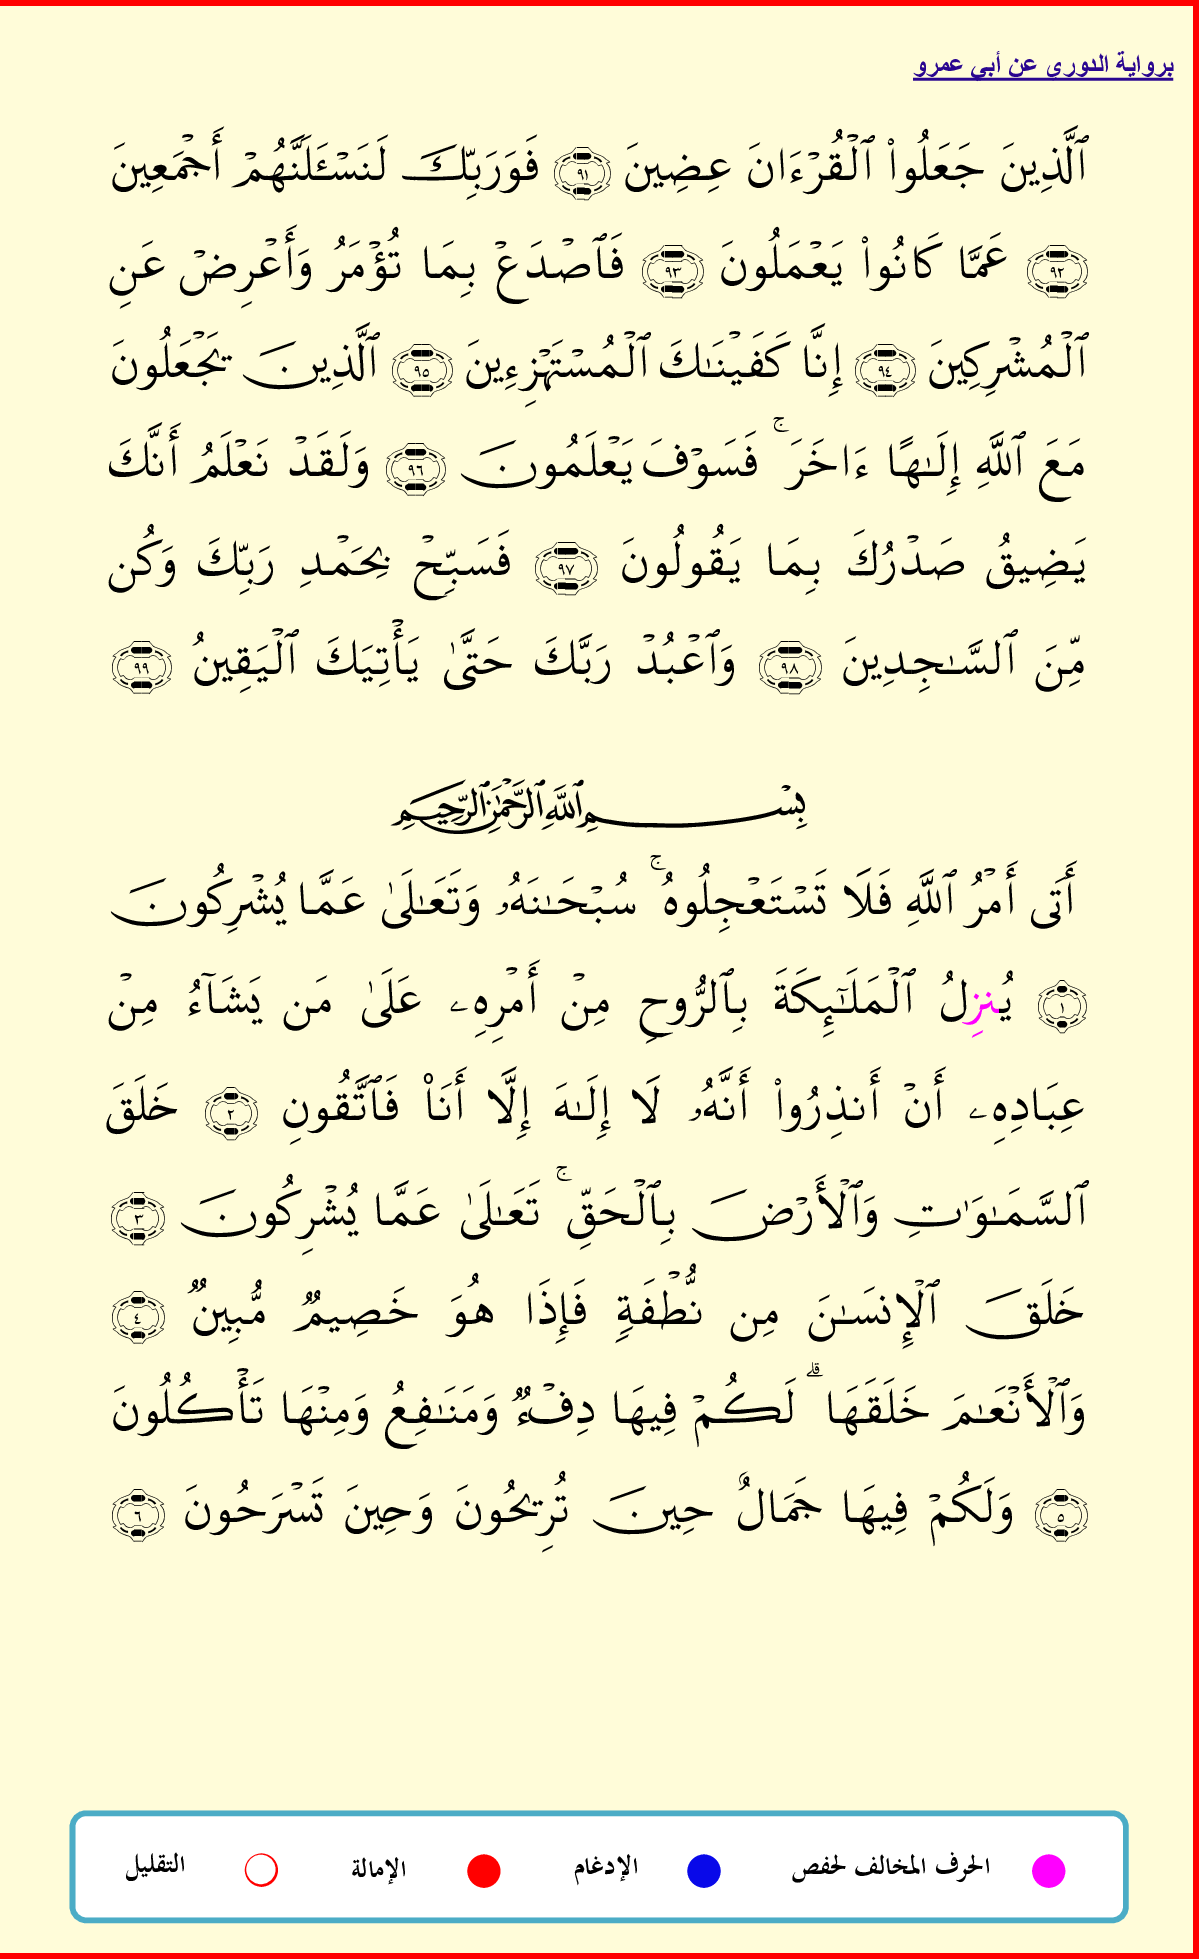 برواية الدورى عن أبى عمرو
ٱلَّذِينَ جَعَلُوا۟ ٱلْقُرْءَانَ عِضِينَ ٩١ فَوَرَبِّكَ لَنَسْـَٔلَنَّهُمْ أَجْمَعِينَ
٩٢ عَمَّا كَانُوا۟ يَعْمَلُونَ ٩٣ فَٱصْدَعْ بِمَا تُؤْمَرُ وَأَعْرِضْ عَنِ
ٱلْمُشْرِكِينَ ٩٤ إِنَّا كَفَيْنَـٰكَ ٱلْمُسْتَهْزِءِينَ ٩٥ ٱلَّذِينَ يَجْعَلُونَ
مَعَ ٱللَّهِ إِلَـٰهًا ءَاخَرَ ۚ فَسَوْفَ يَعْلَمُونَ ٩٦ وَلَقَدْ نَعْلَمُ أَنَّكَ
يَضِيقُ صَدْرُكَ بِمَا يَقُولُونَ ٩٧ فَسَبِّحْ بِحَمْدِ رَبِّكَ وَكُن
مِّنَ ٱلسَّـٰجِدِينَ ٩٨ وَٱعْبُدْ رَبَّكَ حَتَّىٰ يَأْتِيَكَ ٱلْيَقِينُ ٩٩
بِسْمِ ٱللَّهِ ٱلرَّحْمَـٰنِ ٱلرَّحِيمِ
أَتَى أَمْرُ ٱللَّهِ فَلَا تَسْتَعْجِلُوهُ ۚ سُبْحَـٰنَهُۥ وَتَعَـٰلَىٰ عَمَّا يُشْرِكُونَ
١ يُنزِلُ ٱلْمَلَـٰٓئِكَةَ بِٱلرُّوحِ مِنْ أَمْرِهِۦ عَلَىٰ مَن يَشَآءُ مِنْ
عِبَادِهِۦ أَنْ أَنذِرُوا۟ أَنَّهُۥ لَا إِلَـٰهَ إِلَّا أَنَا۠ فَٱتَّقُونِ ٢ خَلَقَ
ٱلسَّمَـٰوَٰتِ وَٱلْأَرْضَ بِٱلْحَقِّ ۚ تَعَـٰلَىٰ عَمَّا يُشْرِكُونَ ٣
خَلَقَ ٱلْإِنسَـٰنَ مِن نُّطْفَةٍ فَإِذَا هُوَ خَصِيمٌ مُّبِينٌ ٤
وَٱلْأَنْعَـٰمَ خَلَقَهَا ۗ لَكُمْ فِيهَا دِفْءٌ وَمَنَـٰفِعُ وَمِنْهَا تَأْكُلُونَ
٥ وَلَكُمْ فِيهَا جَمَالٌ حِينَ تُرِيحُونَ وَحِينَ تَسْرَحُونَ ٦
الحرف المخالف لحفص الإدغام الإمالة التقليل